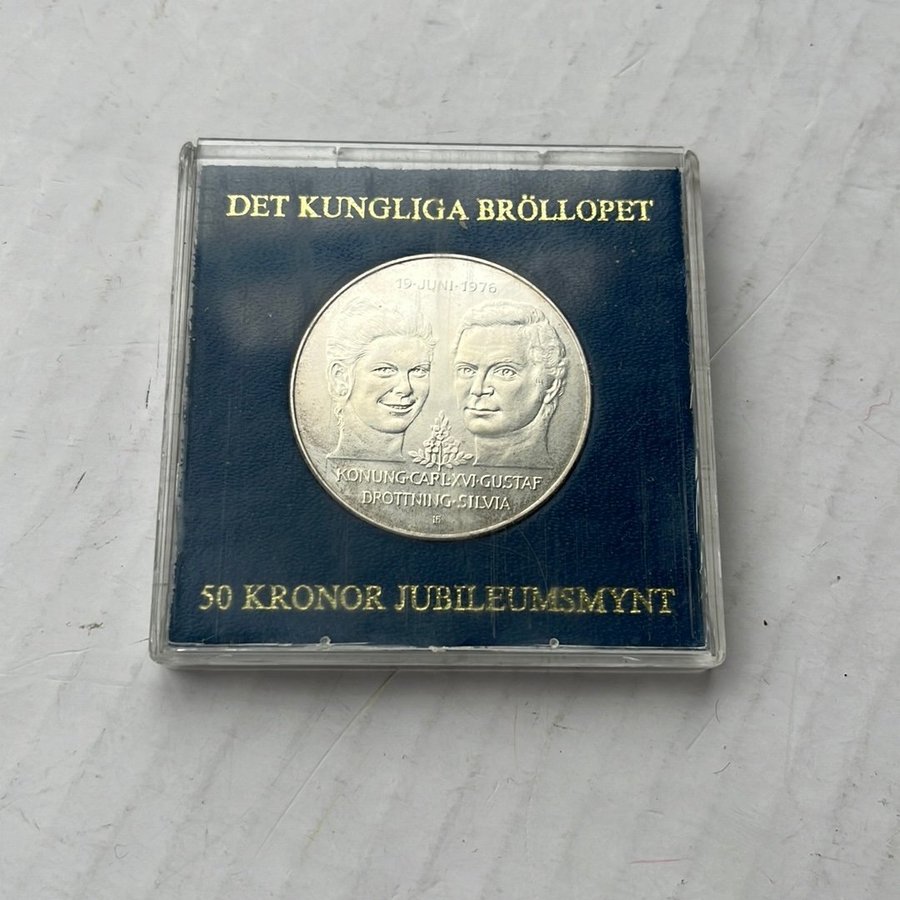 DET KUNGLIGA BRÖLLOPET
19·JUNI·1976
KONUNG·CARL·XVI·GUSTAF
DROTTNING·SILVIA
50 KRONOR JUBILEUMSMYNT